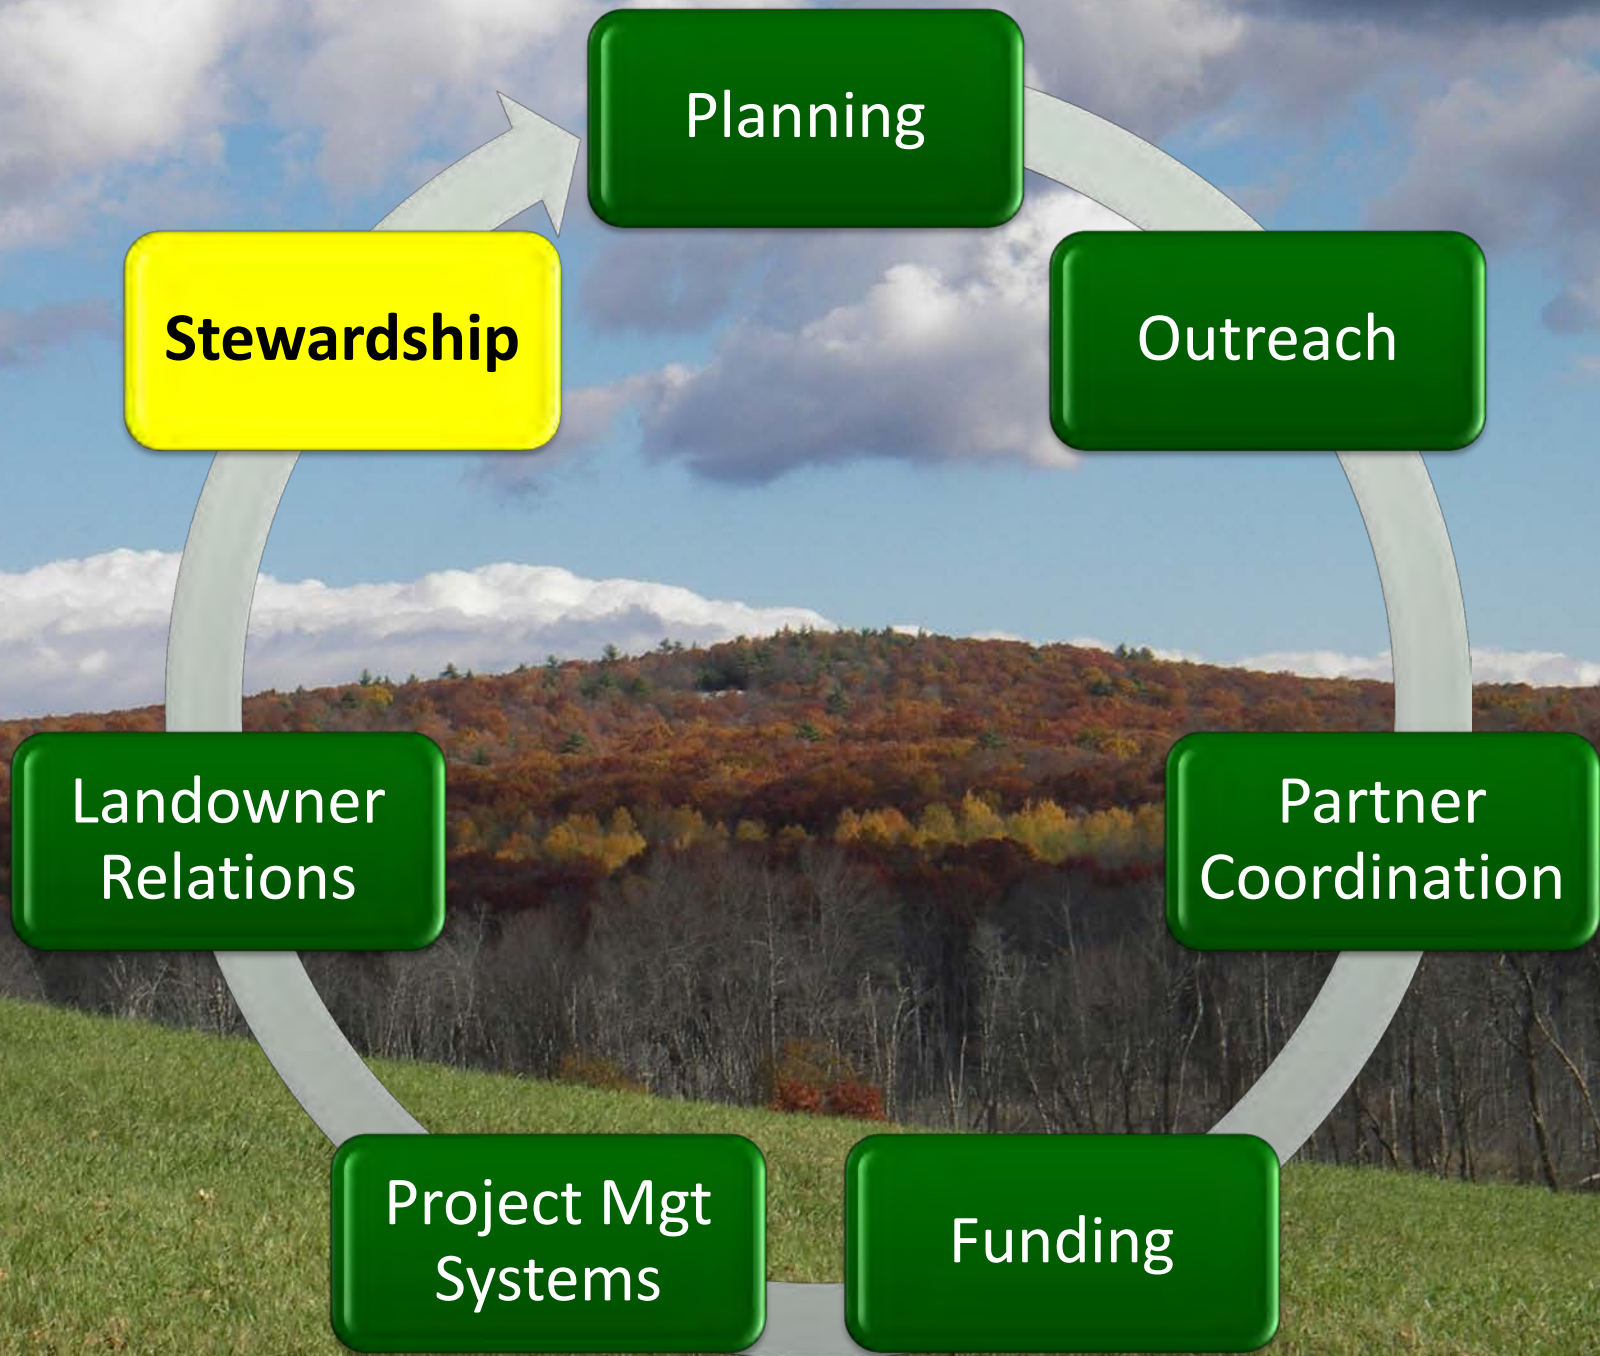 Planning
Outreach
Partner
Coordination
Funding
Project Mgt
Systems
Landowner
Relations
Stewardship